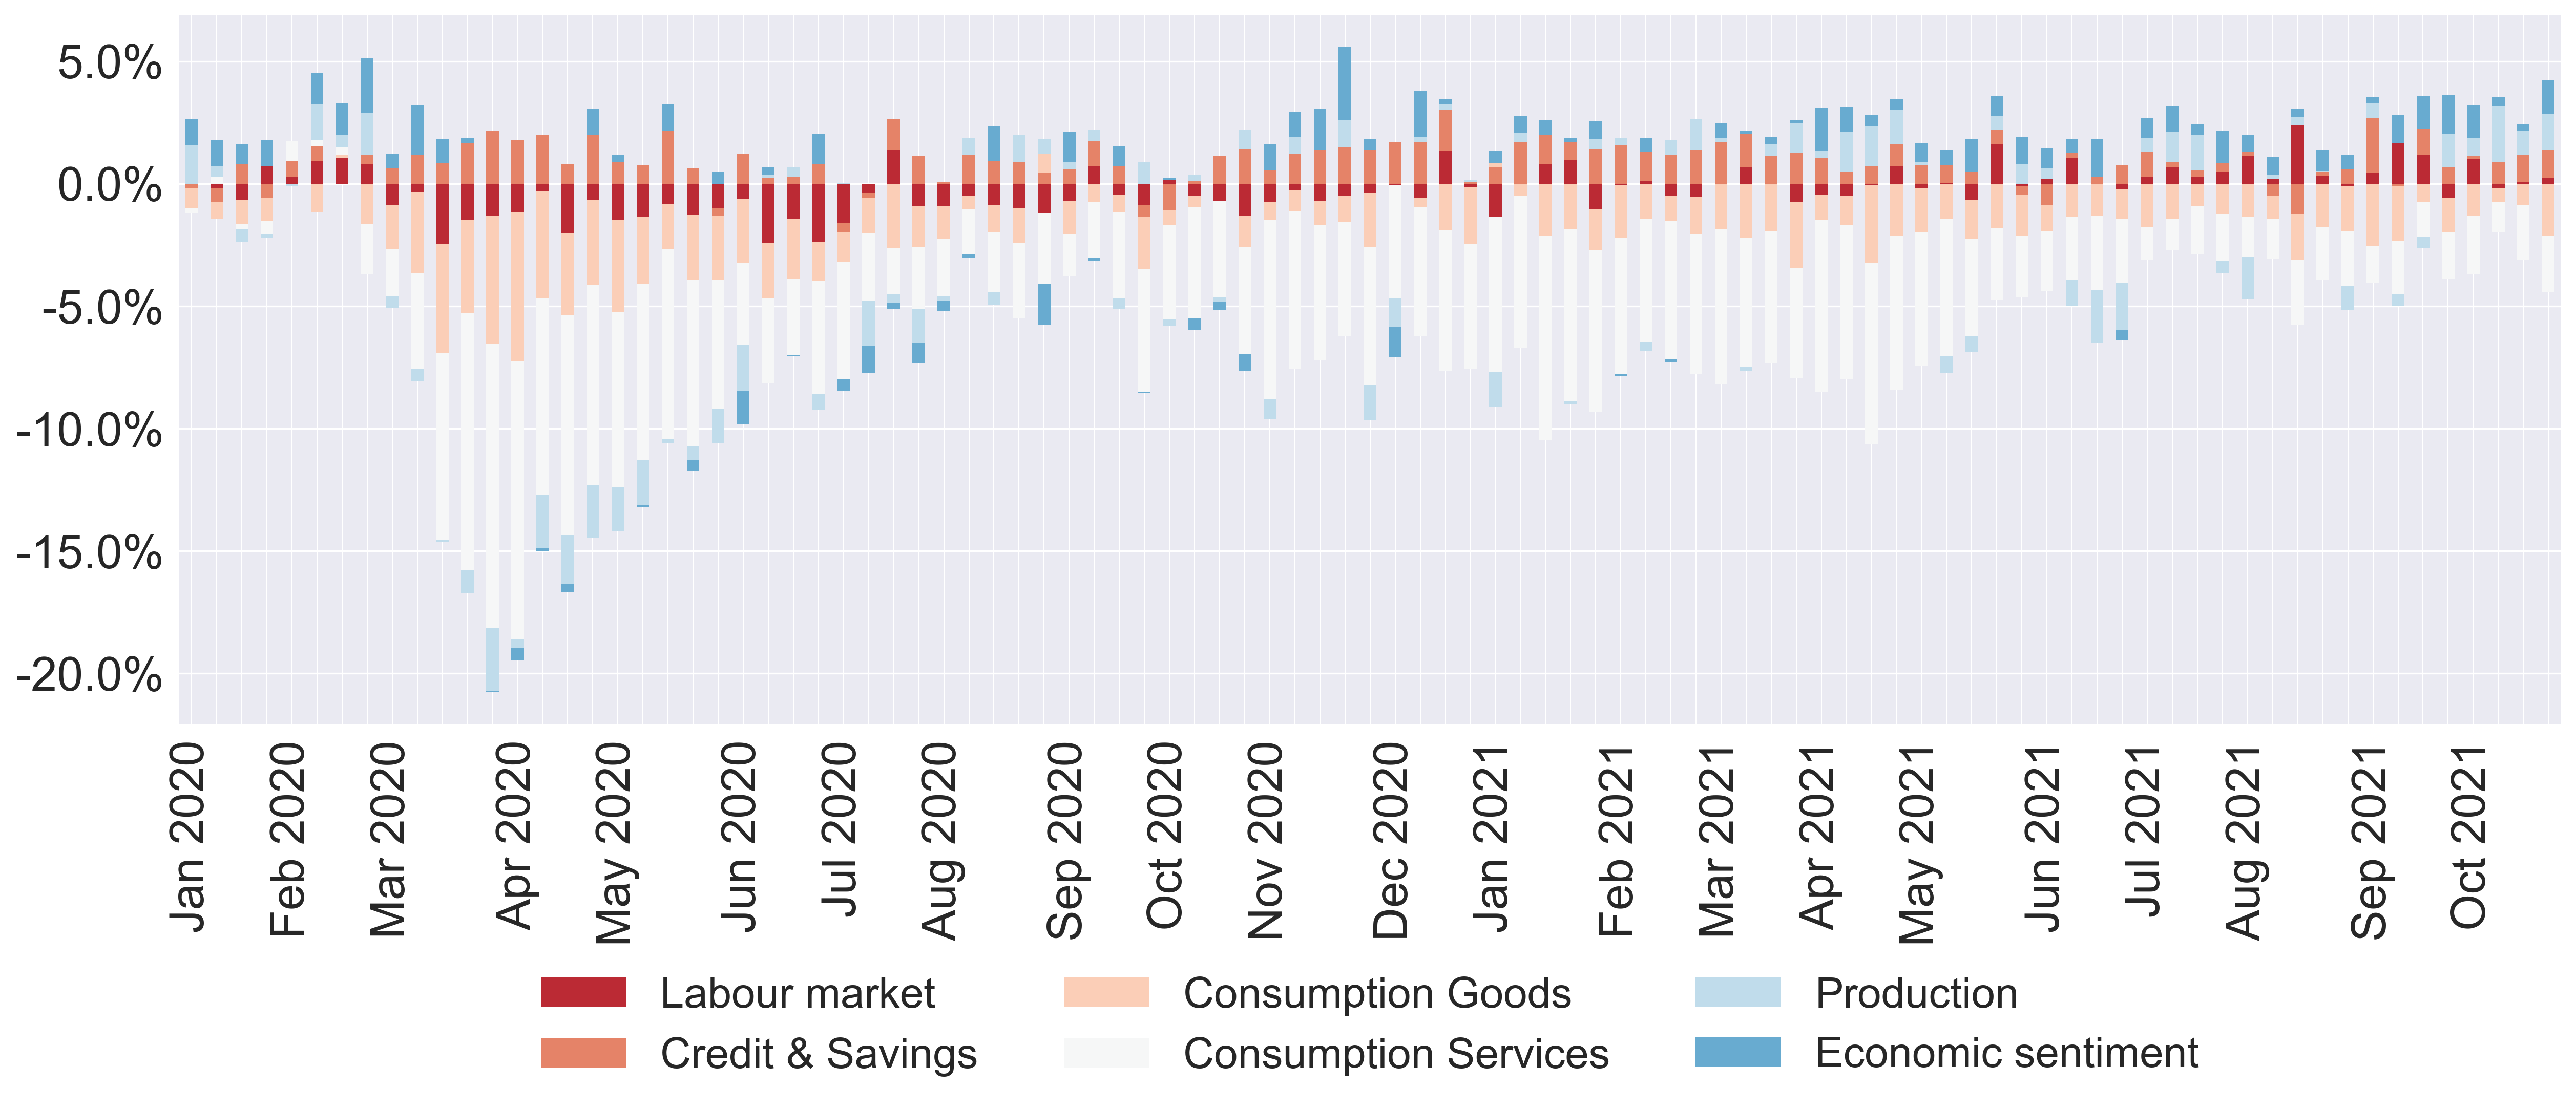 5.0%
0.0%
-5.0%
-10.0%
-15.0%
-20.0%
Jan 2020
Feb 2020
Mar 2020
Apr 2020
May 2020
Jun 2020
Jul 2020
Aug 2020
Sep 2020
Oct 2020
Nov 2020
Dec 2020
Jan 2021
Feb 2021
Mar 2021
Apr 2021
May 2021
Jun 2021
Jul 2021
Aug 2021
Sep 2021
Oct 2021
Labour market
Consumption Goods
Production
Credit & Savings
Consumption Services
Economic sentiment